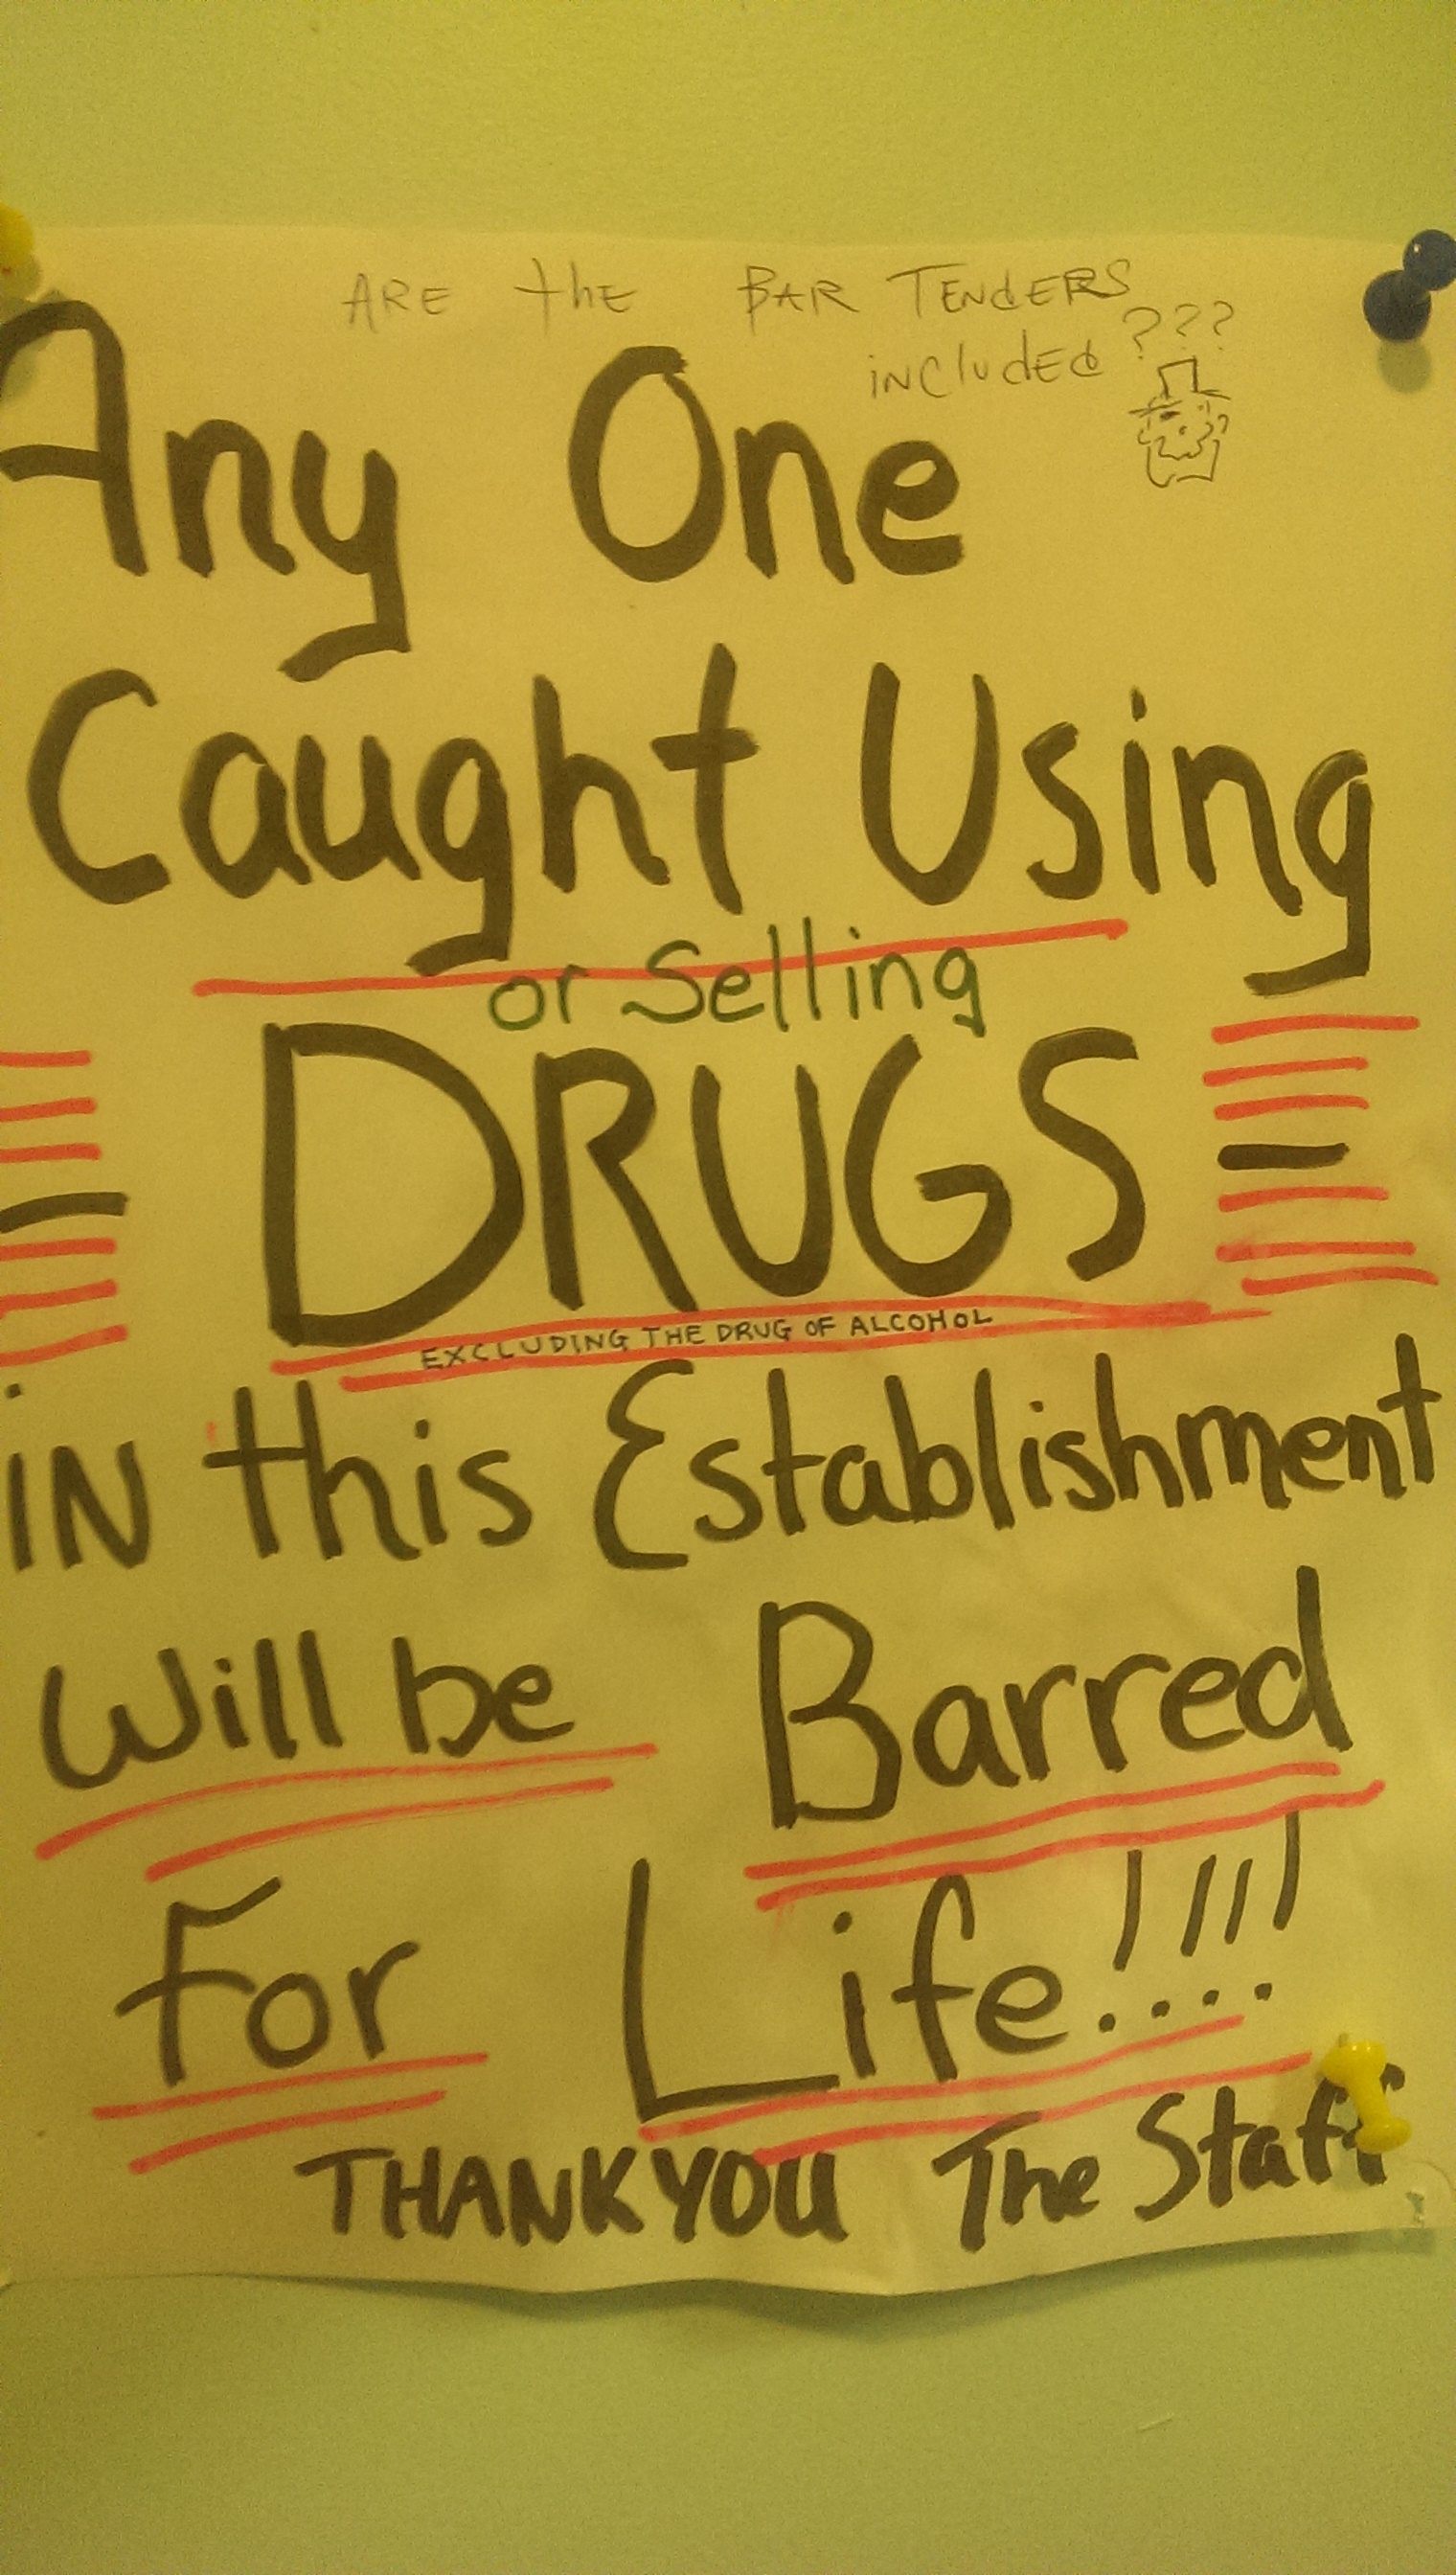 ARE thE BAR TENdERS
iNCludEd ???
Any One
Caught Using
or Selling
DRUGS
EXCLUDING THE DRUG OF ALCOHOL
iN this Establishment
Will be Barred
For Life!!!!
THANKYOU The Staff